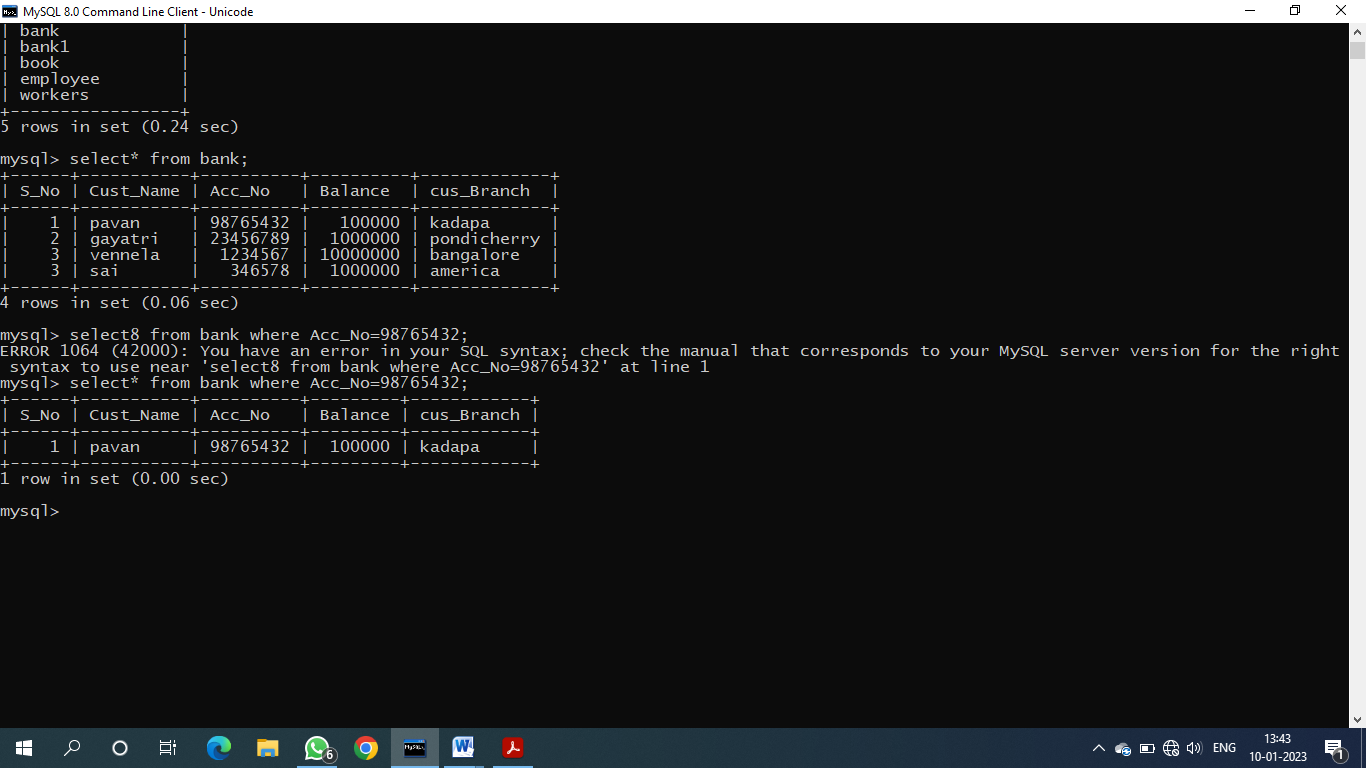 MySQL 8.0 Command Line Client - Unicode
| bank            |
| bank1           |
| book            |
| employee        |
| workers         |
+-----------------+
5 rows in set (0.24 sec)
mysql> select* from bank;
+------+-----------+----------+----------+-------------+
| S_No | Cust_Name | Acc_No   | Balance  | cus_Branch  |
+------+-----------+----------+----------+-------------+
|    1 | pavan     | 98765432 |   100000 | kadapa      |
|    2 | gayatri   | 23456789 |  1000000 | pondicherry |
|    3 | vennela   |  1234567 | 10000000 | bangalore   |
|    3 | sai       |   346578 |  1000000 | america     |
+------+-----------+----------+----------+-------------+
4 rows in set (0.06 sec)
mysql> select8 from bank where Acc_No=98765432;
ERROR 1064 (42000): You have an error in your SQL syntax; check the manual that corresponds to your MySQL server version for the right
 syntax to use near 'select8 from bank where Acc_No=98765432' at line 1
mysql> select* from bank where Acc_No=98765432;
+------+-----------+----------+---------+------------+
| S_No | Cust_Name | Acc_No   | Balance | cus_Branch |
+------+-----------+----------+---------+------------+
|    1 | pavan     | 98765432 |  100000 | kadapa     |
+------+-----------+----------+---------+------------+
1 row in set (0.00 sec)
mysql>
6
ENG
13:43
10-01-2023
1